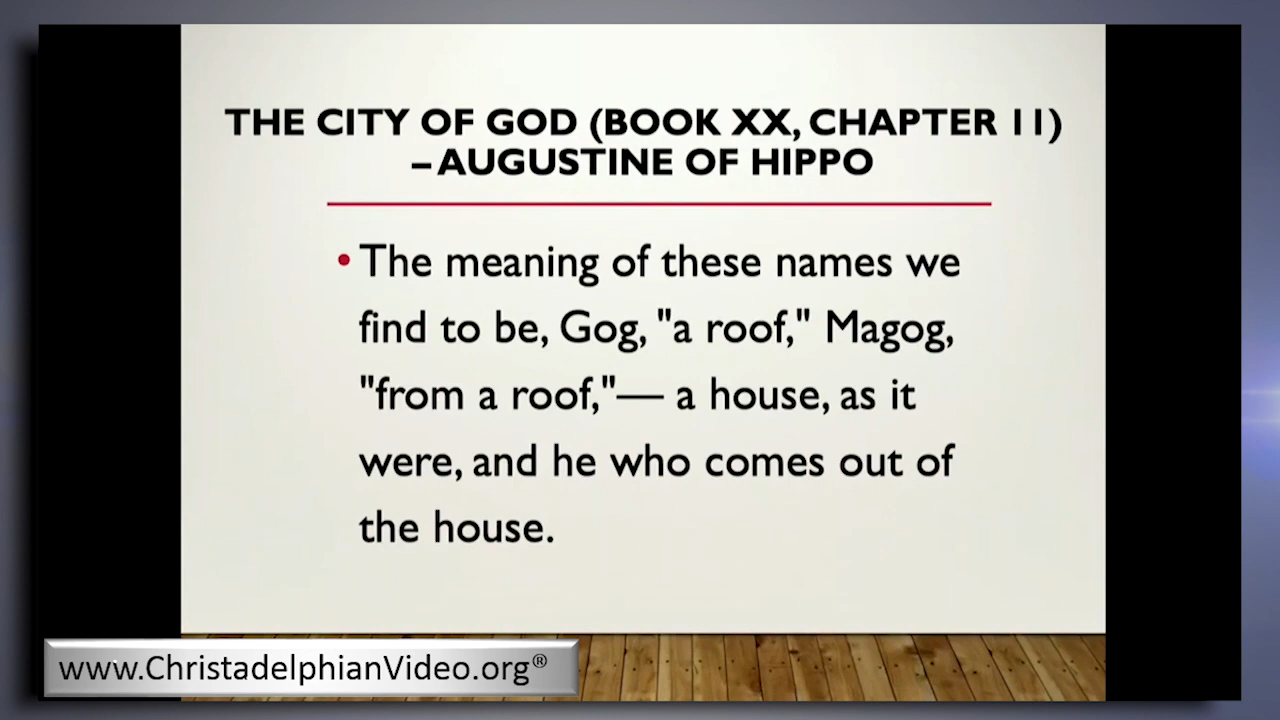 THE CITY OF GOD (BOOK XX, CHAPTER 11)
– AUGUSTINE OF HIPPO
• The meaning of these names we
find to be, Gog, "a roof," Magog,
"from a roof,"— a house, as it
were, and he who comes out of
the house.
www.ChristadelphianVideo.org®